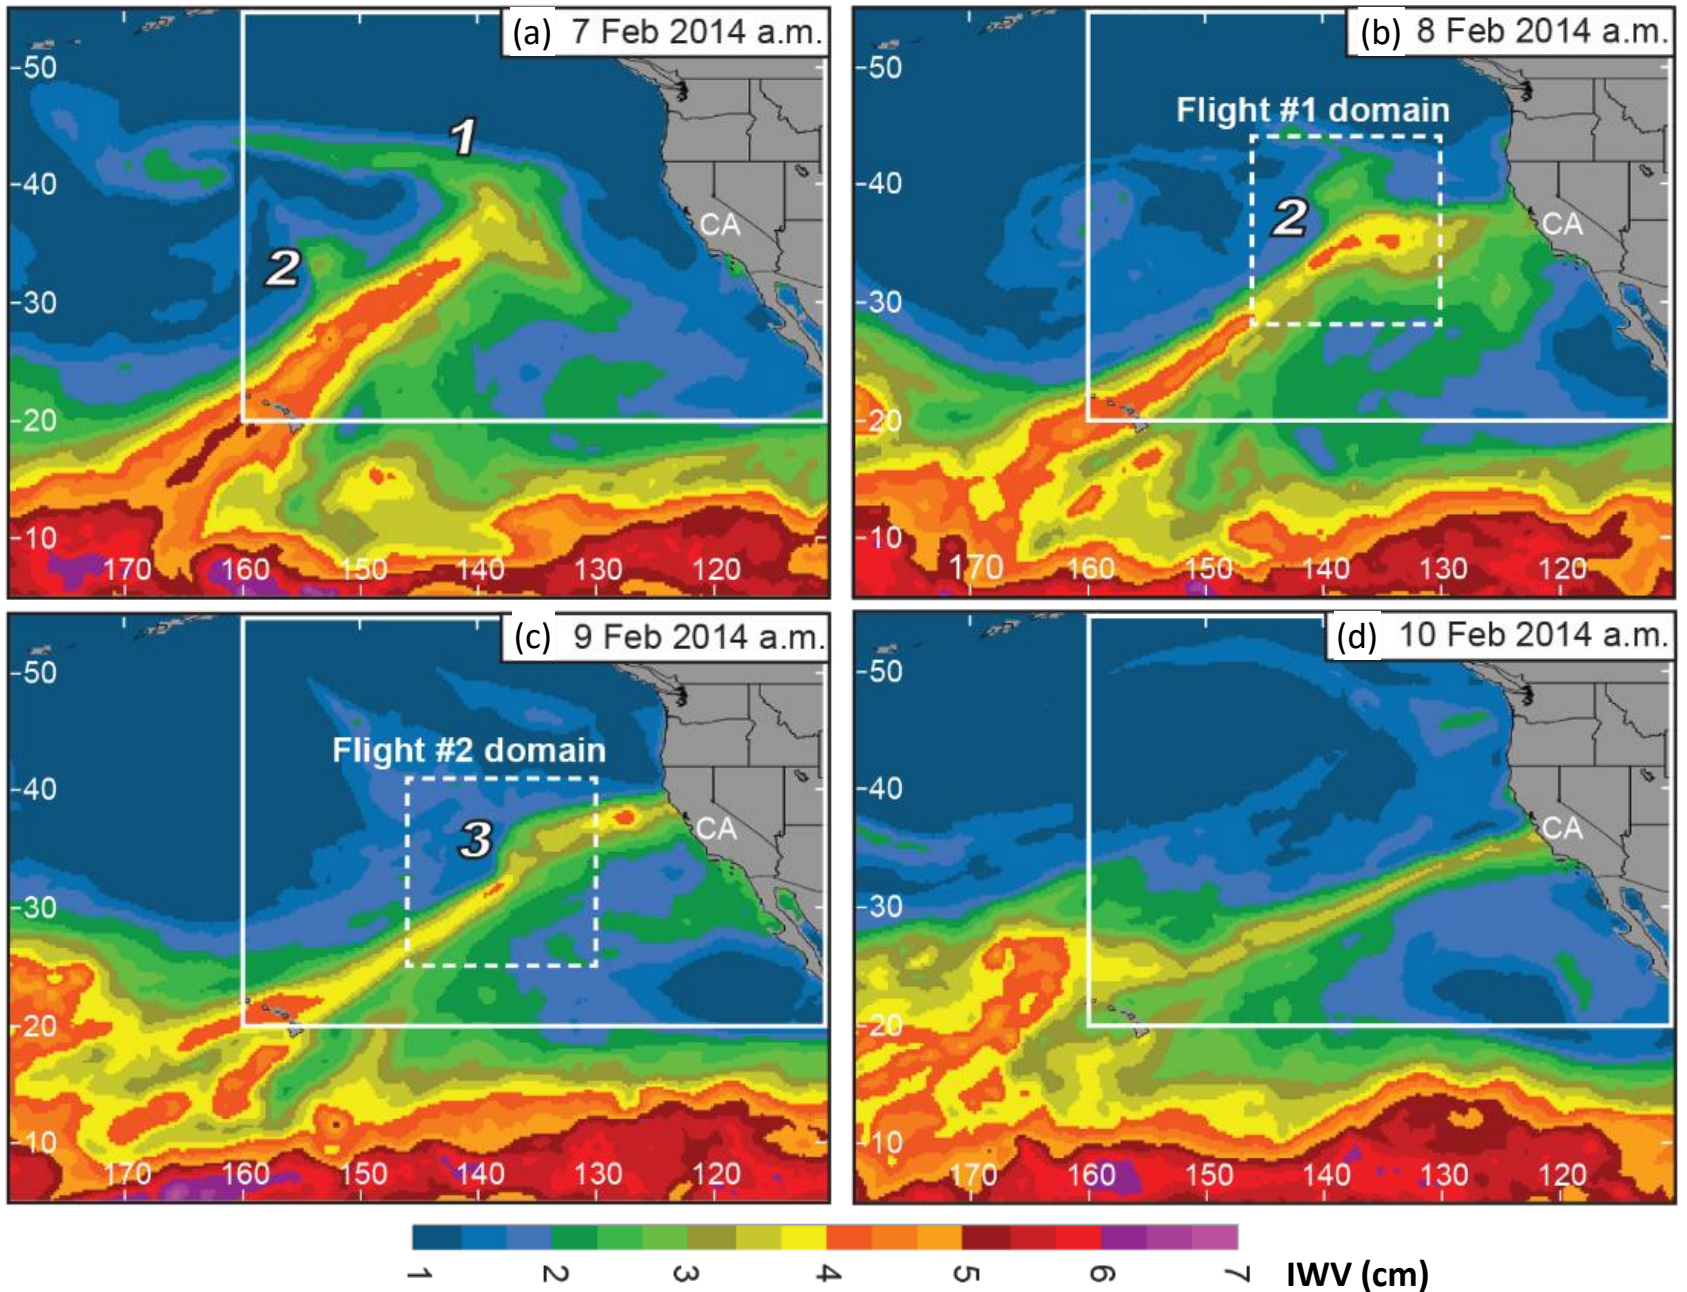 (a) 7 Feb 2014 a.m.
-50
-40
-30
-20
-10
1
2
CA
170 160 150 140 130 120
(b) 8 Feb 2014 a.m.
-50
-40
-30
-20
-10
Flight #1 domain
2
CA
170 160 150 140 130 120
(c) 9 Feb 2014 a.m.
-50
-40
-30
-20
-10
Flight #2 domain
3
CA
170 160 150 140 130 120
(d) 10 Feb 2014 a.m.
-50
-40
-30
-20
-10
CA
170 160 150 140 130 120
1 2 3 4 5 6 7 IWV (cm)